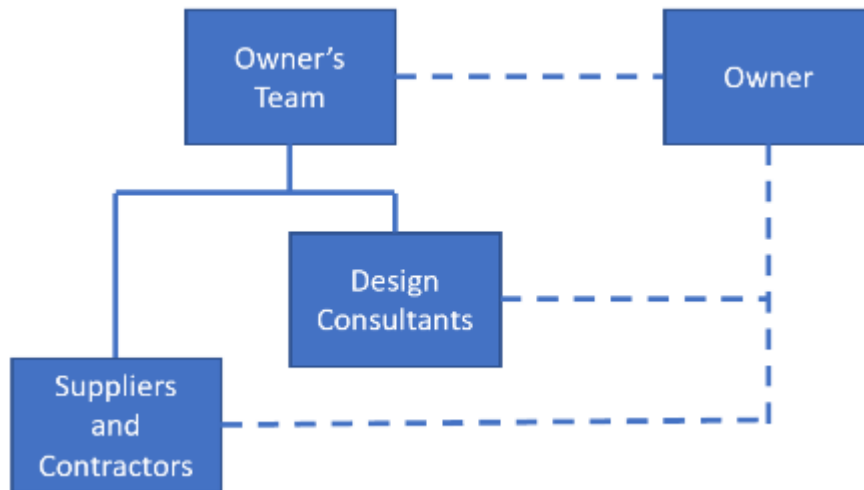 Owner’s
Team
Owner
Design
Consultants
Suppliers
and
Contractors